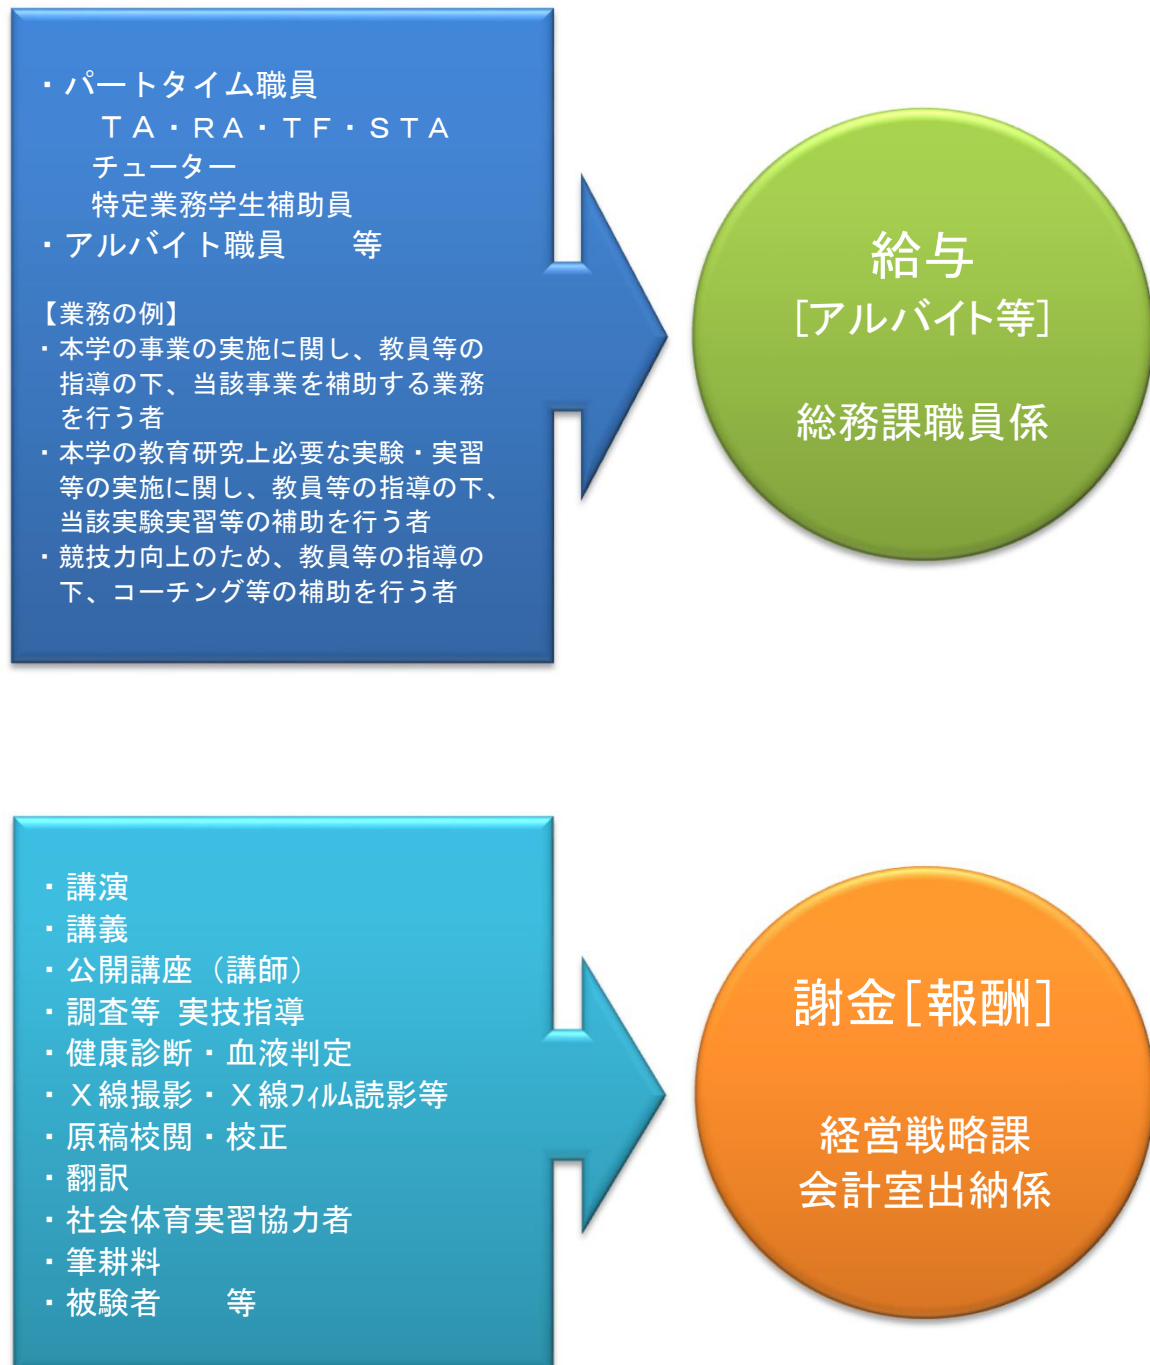 ・パートタイム職員
ＴＡ・ＲＡ・ＴＦ・ＳＴＡ
チューター
特定業務学生補助員
・アルバイト職員　　等
【業務の例】
・本学の事業の実施に関し、教員等の
指導の下、当該事業を補助する業務
を行う者
・本学の教育研究上必要な実験・実習
等の実施に関し、教員等の指導の下、
当該実験実習等の補助を行う者
・競技力向上のため、教員等の指導の
下、コーチング等の補助を行う者
給与
[アルバイト等]
総務課職員係
・講演
・講義
・公開講座（講師）
・調査等 実技指導
・健康診断・血液判定
・Ｘ線撮影・Ｘ線ﾌｨﾙﾑ読影等
・原稿校閲・校正
・翻訳
・社会体育実習協力者
・筆耕料
・被験者　　等
謝金[報酬]
経営戦略課
会計室出納係